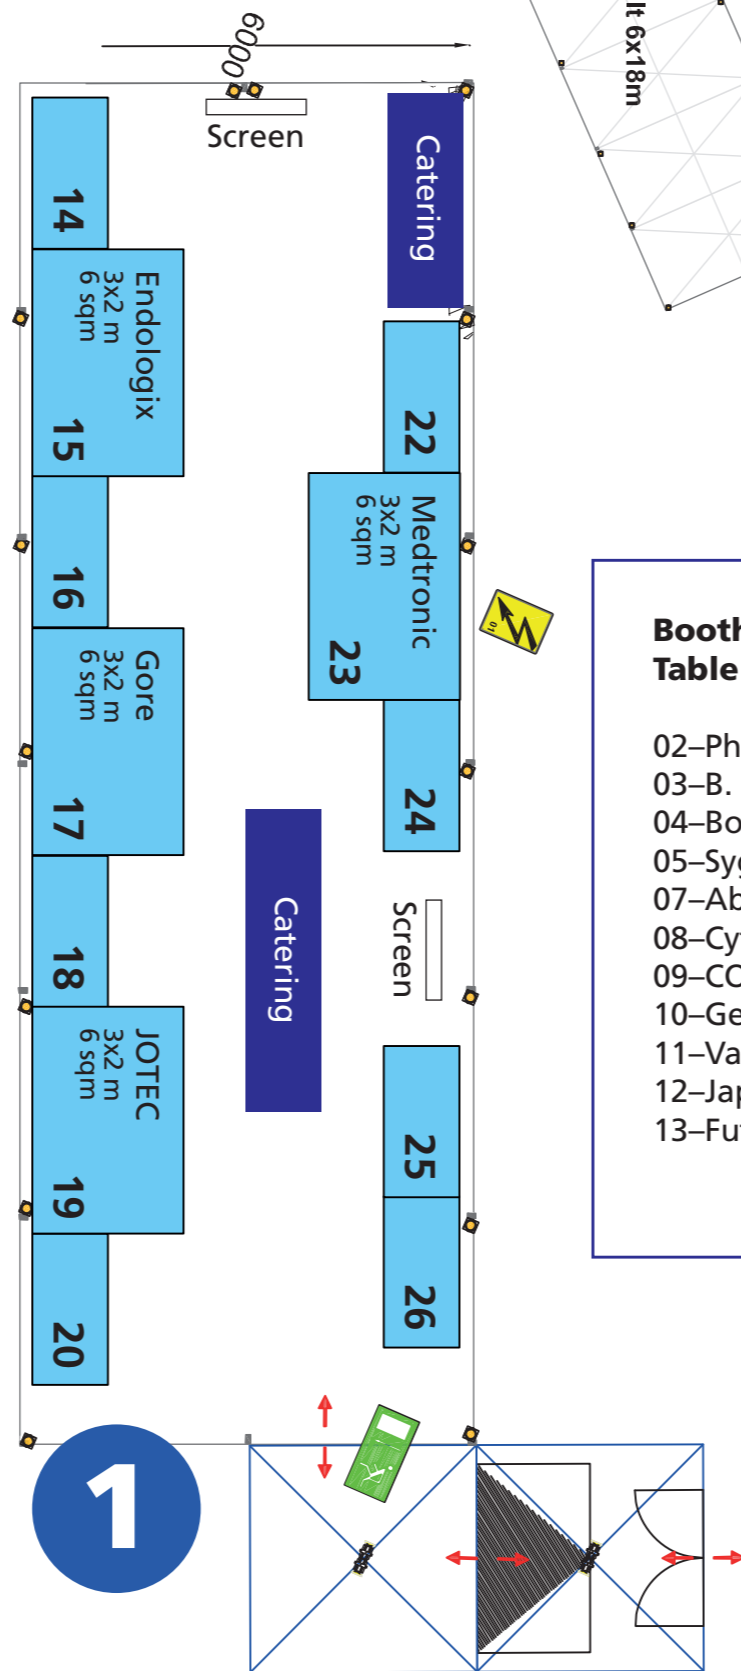 6000
lt 6x18m
Screen
Catering
14
Endologix
3x2 m
6 sqm
15
16
Gore
3x2 m
6 sqm
17
18
JOTEC
3x2 m
6 sqm
19
20
22
Medtronic
3x2 m
6 sqm
23
24
01
Catering
Screen
25
26
1
Booth
Table
02–Ph
03–B.
04–Bo
05–Syg
07–Ab
08–Cy
09–CO
10–Ge
11–Va
12–Jap
13–Fu